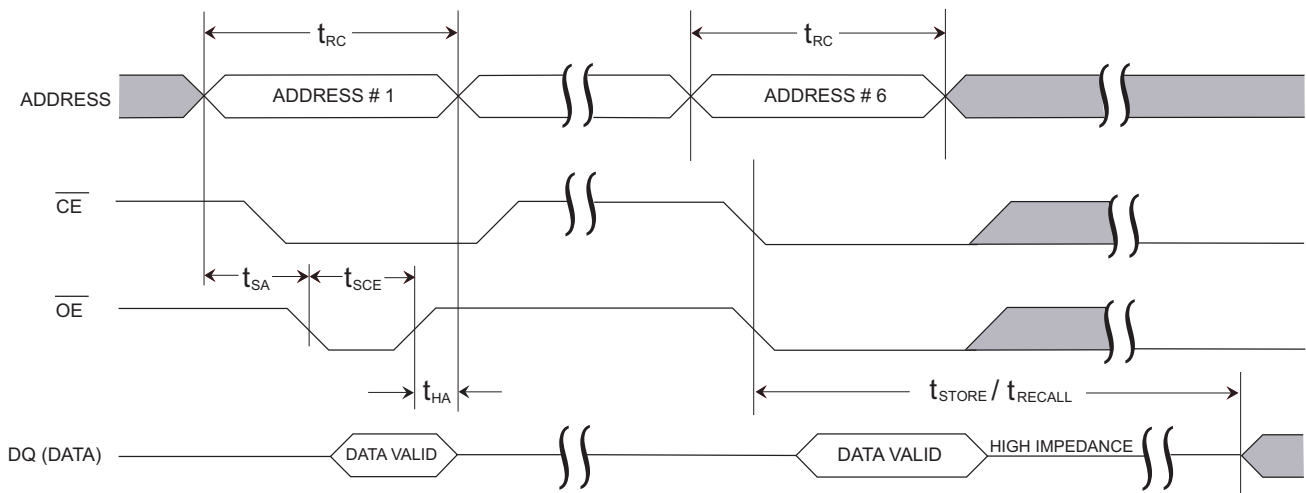 tRC tRC
ADDRESS ADDRESS # 1 ADDRESS # 6
CE
tSA tSCE
OE
tHA tSTORE / tRECALL
DQ (DATA) DATA VALID DATA VALID HIGH IMPEDANCE